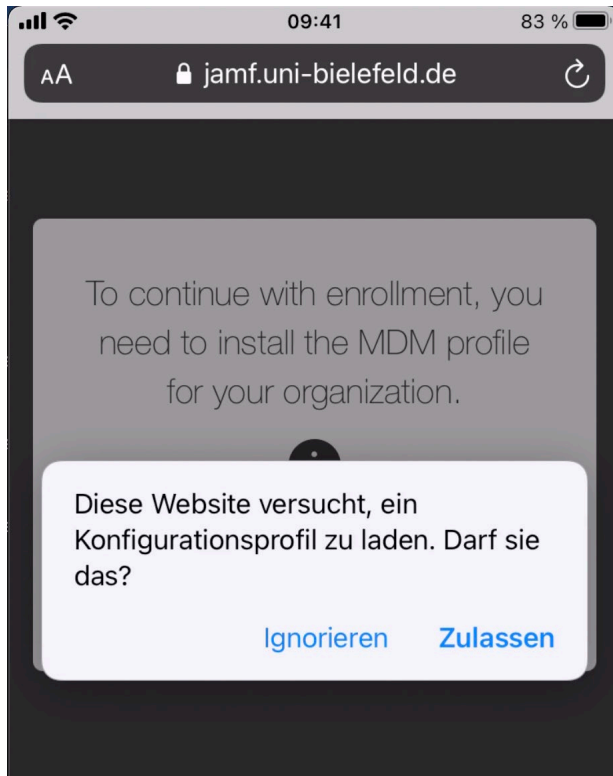 09:41
83 %
AA jamf.uni-bielefeld.de
To continue with enrollment, you
need to install the MDM profile
for your organization.
Diese Website versucht, ein
Konfigurationsprofil zu laden. Darf sie
das?
Ignorieren Zulassen